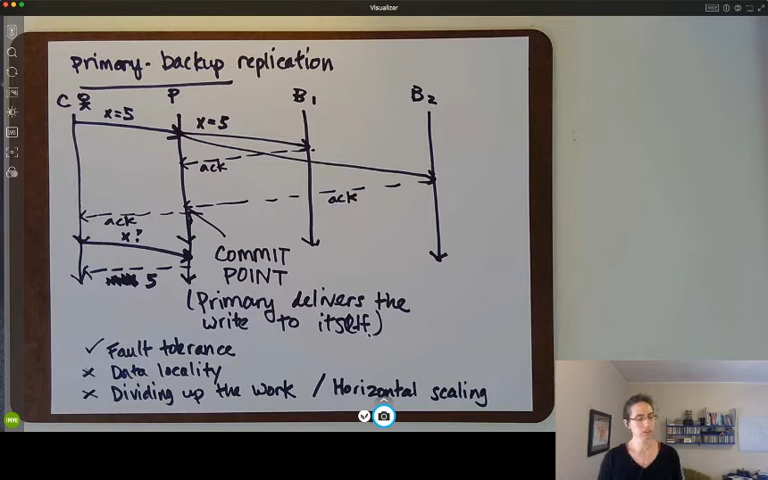 Visualizer
primary-backup replication
C P B1 B2
x=5 x=5
ack
ack
ack
x?
COMMIT
5 POINT
(Primary delivers the
write to itself.)
✓ Fault tolerance
× Data locality
× Dividing up the work / Horizontal scaling